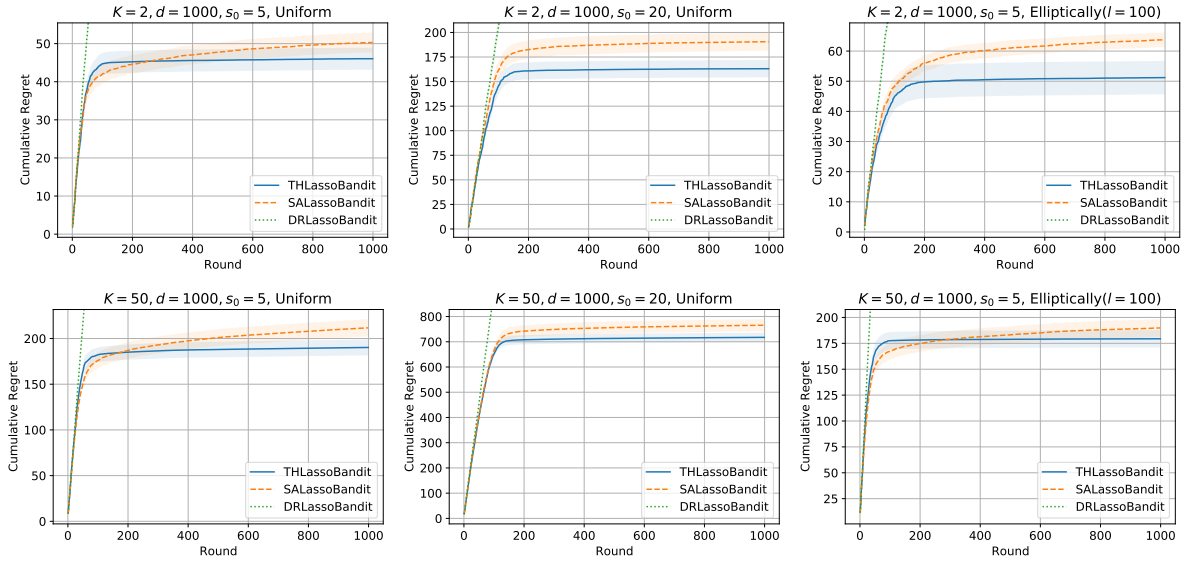 K = 2, d = 1000, s₀ = 5, Uniform
Cumulative Regret
50
40
30
20
10
0
THLassoBandit
SALassoBandit
DRLassoBandit
0 200 400 600 800 1000
Round
K = 2, d = 1000, s₀ = 20, Uniform
Cumulative Regret
200
175
150
125
100
75
50
25
0
THLassoBandit
SALassoBandit
DRLassoBandit
0 200 400 600 800 1000
Round
K = 2, d = 1000, s₀ = 5, Elliptically(l = 100)
Cumulative Regret
60
50
40
30
20
10
0
THLassoBandit
SALassoBandit
DRLassoBandit
0 200 400 600 800 1000
Round
K = 50, d = 1000, s₀ = 5, Uniform
Cumulative Regret
200
150
100
50
0
THLassoBandit
SALassoBandit
DRLassoBandit
0 200 400 600 800 1000
Round
K = 50, d = 1000, s₀ = 20, Uniform
Cumulative Regret
800
700
600
500
400
300
200
100
0
THLassoBandit
SALassoBandit
DRLassoBandit
0 200 400 600 800 1000
Round
K = 50, d = 1000, s₀ = 5, Elliptically(l = 100)
Cumulative Regret
200
175
150
125
100
75
50
25
THLassoBandit
SALassoBandit
DRLassoBandit
0 200 400 600 800 1000
Round